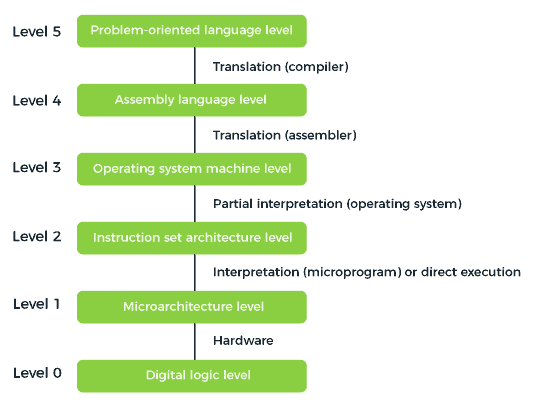 Level 5 Problem-oriented language level
Translation (compiler)
Level 4 Assembly language level
Translation (assembler)
Level 3 Operating system machine level
Partial interpretation (operating system)
Level 2 Instruction set architecture level
Interpretation (microprogram) or direct execution
Level 1 Microarchitecture level
Hardware
Level 0 Digital logic level